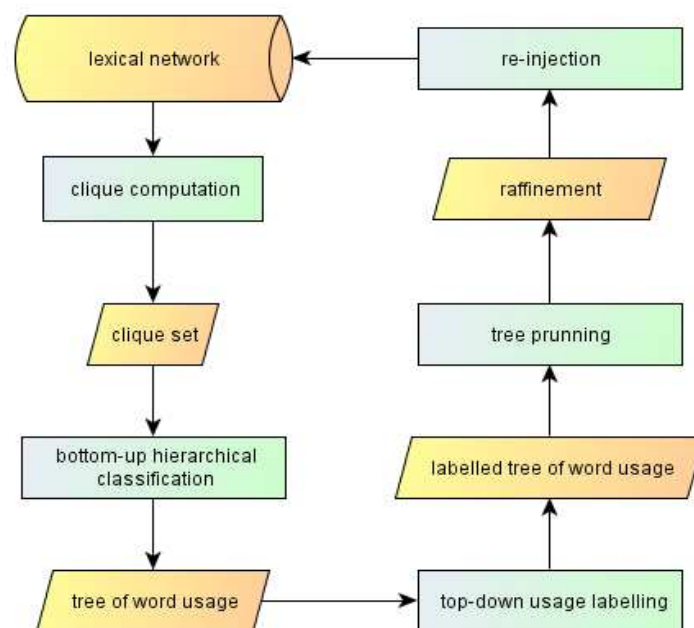 lexical network
re-injection
clique computation
raffinement
clique set
tree prunning
bottom-up hierarchical
classification
labelled tree of word usage
tree of word usage
top-down usage labelling